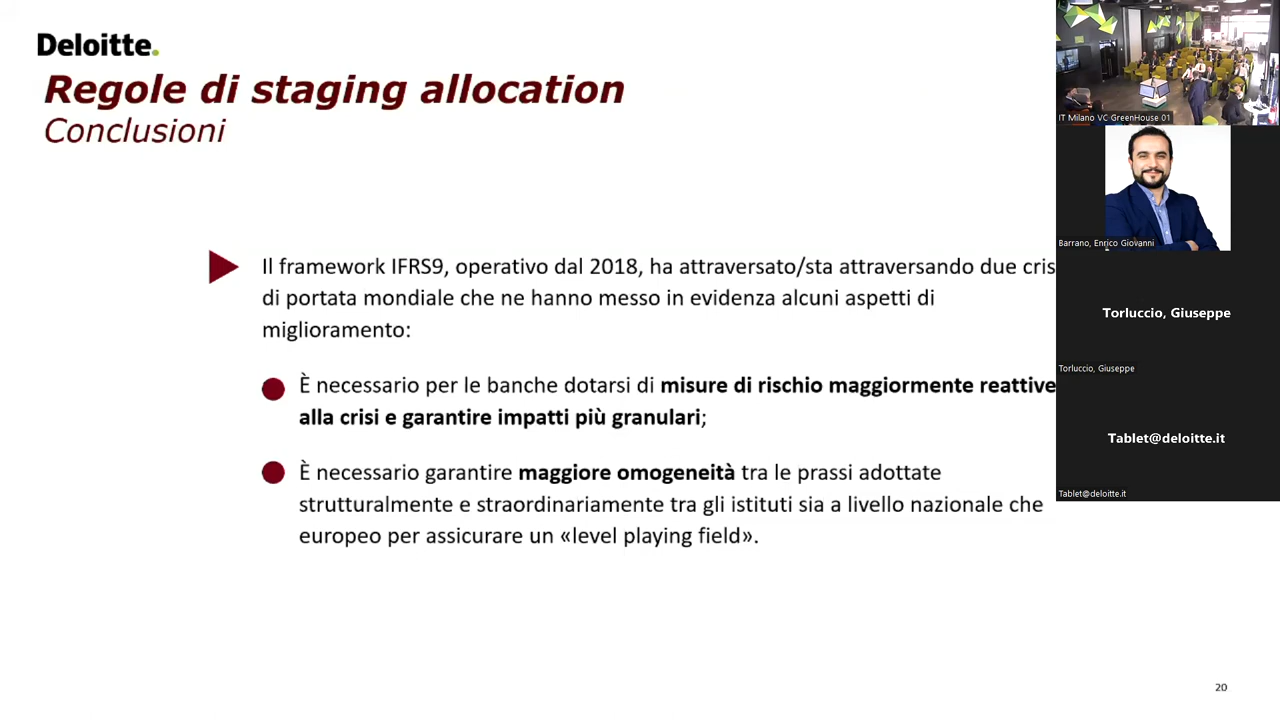 Deloitte.
Regole di staging allocation
Conclusioni
Il framework IFRS9, operativo dal 2018, ha attraversato/sta attraversando due cris
di portata mondiale che ne hanno messo in evidenza alcuni aspetti di
miglioramento:
È necessario per le banche dotarsi di misure di rischio maggiormente reattive
alla crisi e garantire impatti più granulari;
È necessario garantire maggiore omogeneità tra le prassi adottate
strutturalmente e straordinariamente tra gli istituti sia a livello nazionale che
europeo per assicurare un «level playing field».
20
IT Milano VC GreenHouse 01
Barrano, Enrico Giovanni
Torluccio, Giuseppe
Torluccio, Giuseppe
Tablet@deloitte.it
Tablet@deloitte.it